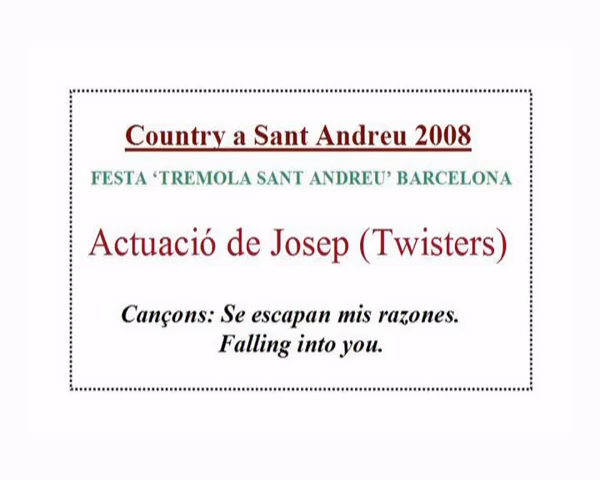 Country a Sant Andreu 2008
FESTA ‘TREMOLA SANT ANDREU’ BARCELONA
Actuació de Josep (Twisters)
Cançons: Se escapan mis razones.
Falling into you.